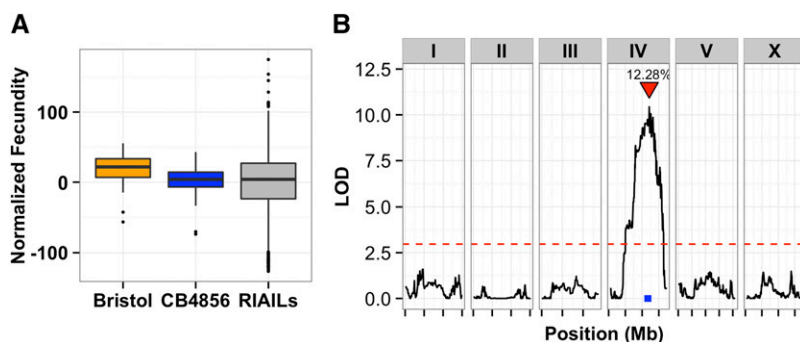 A
Normalized Fecundity
100
0
-100
Bristol CB4856 RIAILs
B
I II III IV V X
12.28%
LOD
12.5
10.0
7.5
5.0
2.5
0.0
Position (Mb)